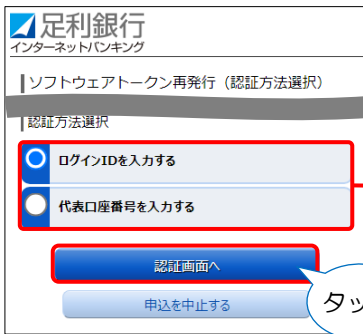 足利銀行
インターネットバンキング
ソフトウェアトークン再発行（認証方法選択）
認証方法選択
ログインIDを入力する
代表口座番号を入力する
認証画面へ
申込を中止する
タッ